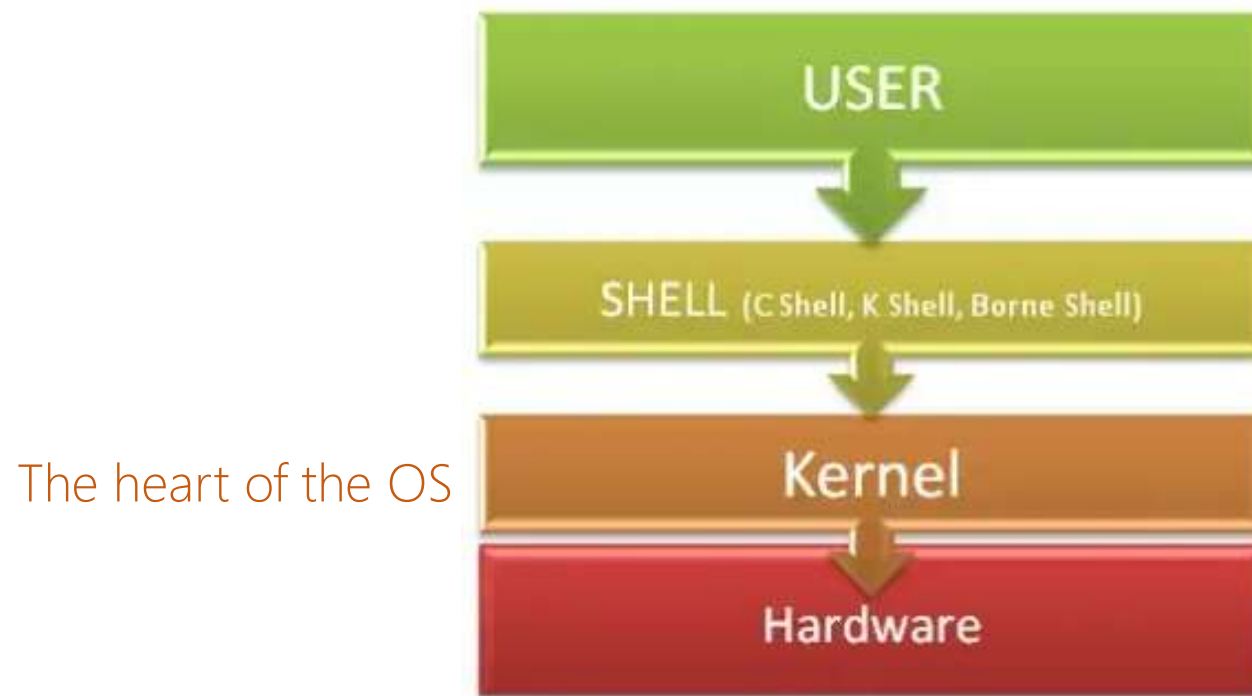 USER
SHELL (C Shell, K Shell, Borne Shell)
The heart of the OS
Kernel
Hardware